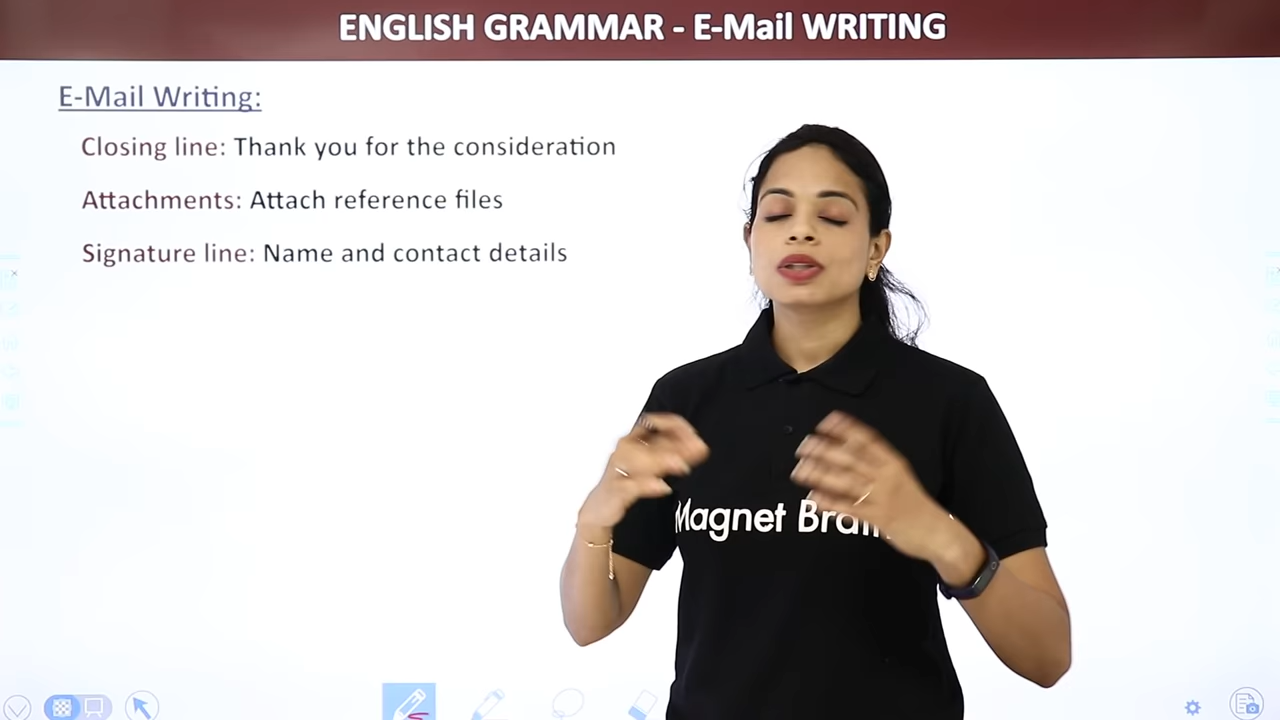 ENGLISH GRAMMAR - E-Mail WRITING
E-Mail Writing:
Closing line: Thank you for the consideration
Attachments: Attach reference files
Signature line: Name and contact details
Magnet Brain